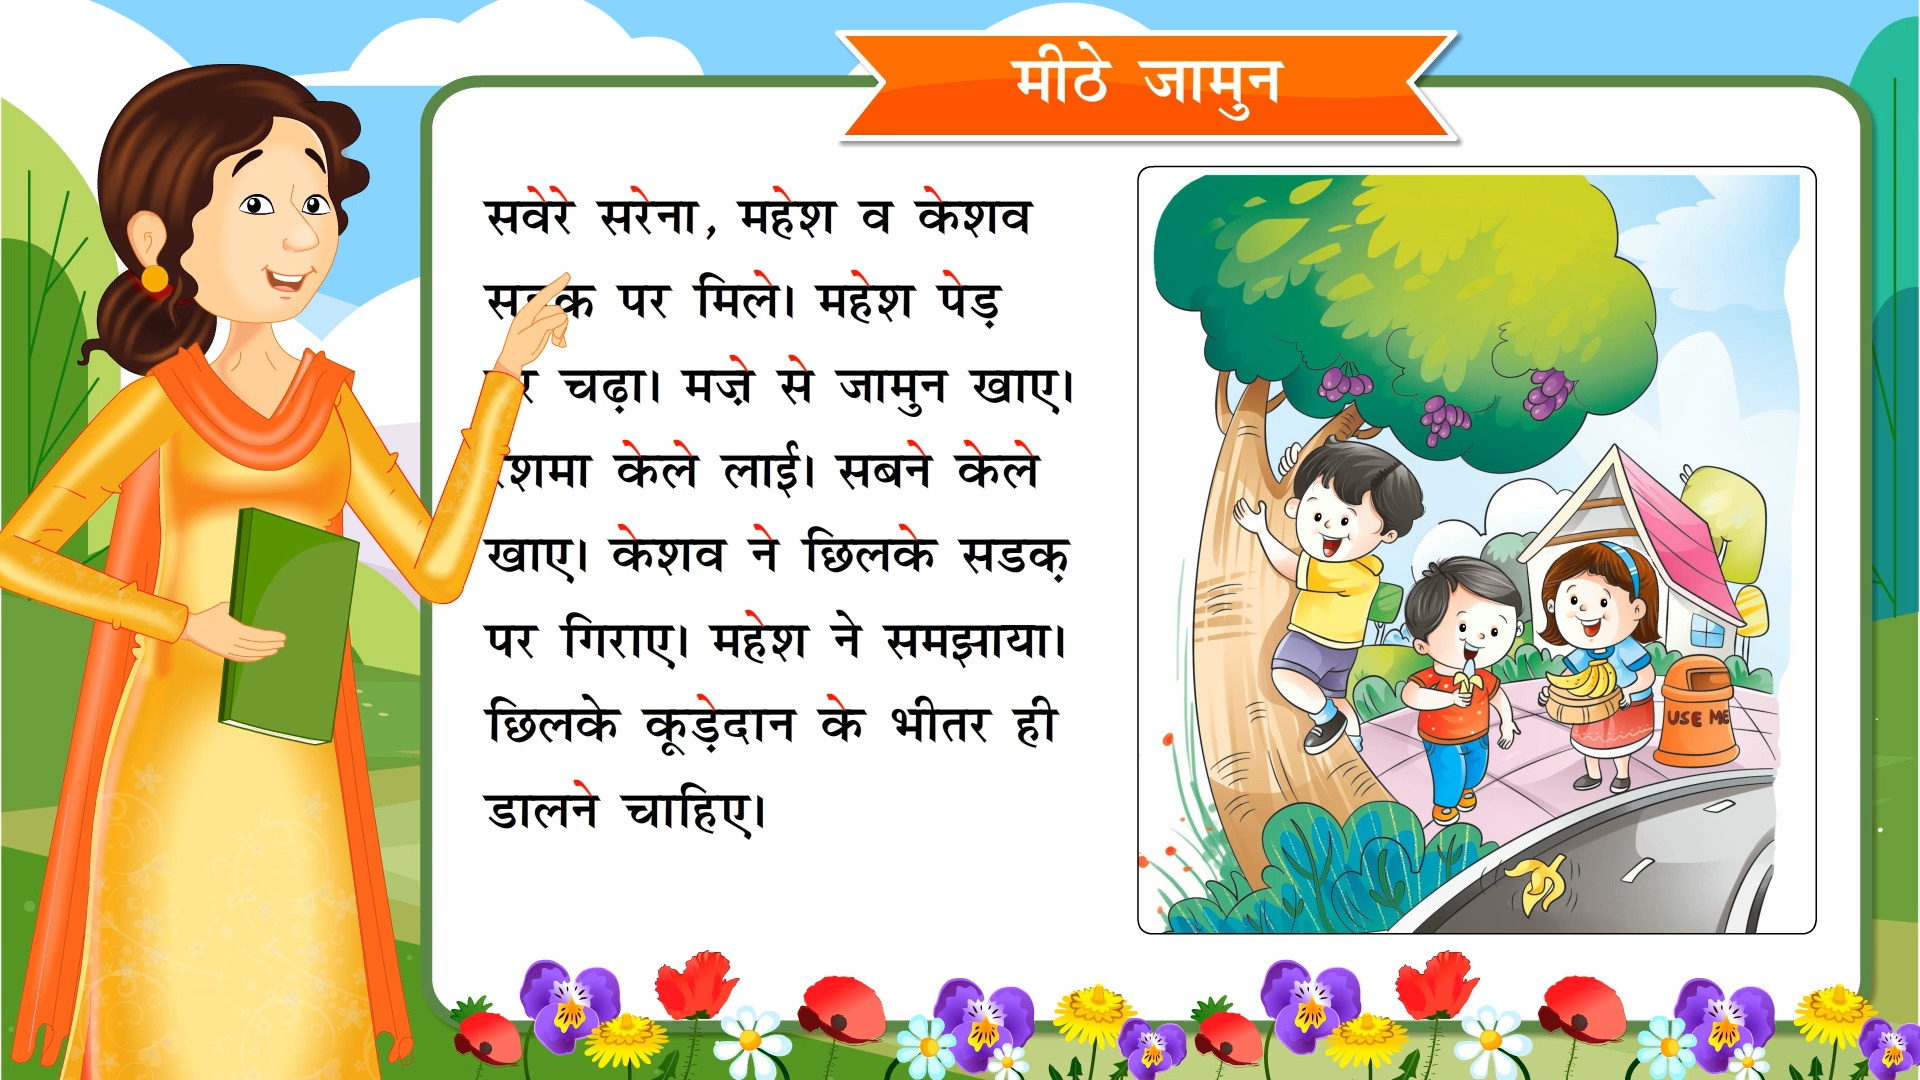 मीठे जामुन
सवेरे सरेना, महेश व केशव
पर मिले। महेश पेड़
चढ़ा। मज़े से जामुन खाए।
केले लाई। सबने केले
खाए। केशव ने छिलके सडक़
पर गिराए। महेश ने समझाया।
छिलके कूड़ेदान के भीतर ही
डालने चाहिए।
USE ME